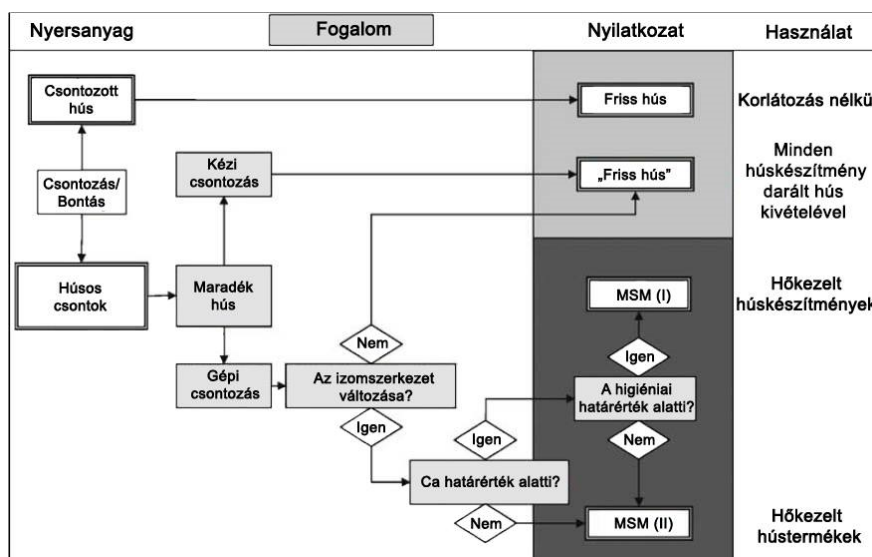 Nyersanyag
Fogalom
Nyilatkozat
Használat
Csontozott
hús
Friss hús
Korlátozás nélkü
Kézi
csontozás
„Friss hús”
Minden
húskészítmény
darált hús
kivételével
Csontozás/
Bontás
Húsos
csontok
Maradék
hús
MSM (I)
Hőkezelt
húskészítmények
Nem
Igen
Gépi
csontozás
Az izomszerkezet
változása?
A higiéniai
határérték alatti?
Igen
Igen
Nem
Ca határérték alatti?
Nem
MSM (II)
Hőkezelt
hústermékek